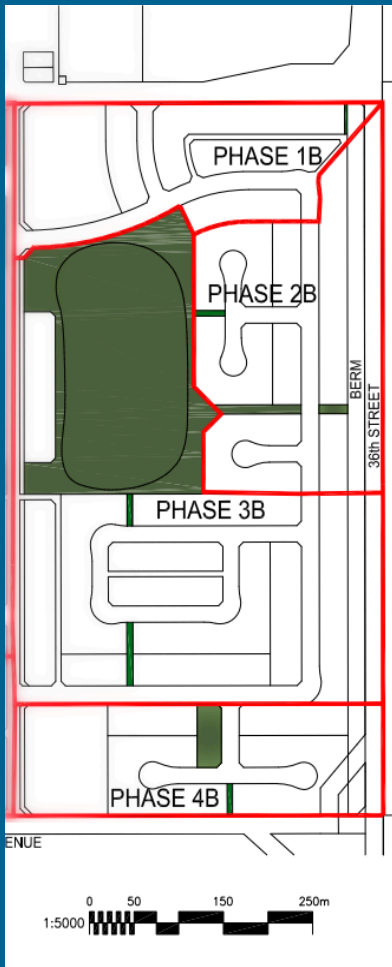 PHASE 1B
PHASE 2B
BERM
36th STREET
PHASE 3B
PHASE 4B
ENUE
0 50 150 250m
1:5000